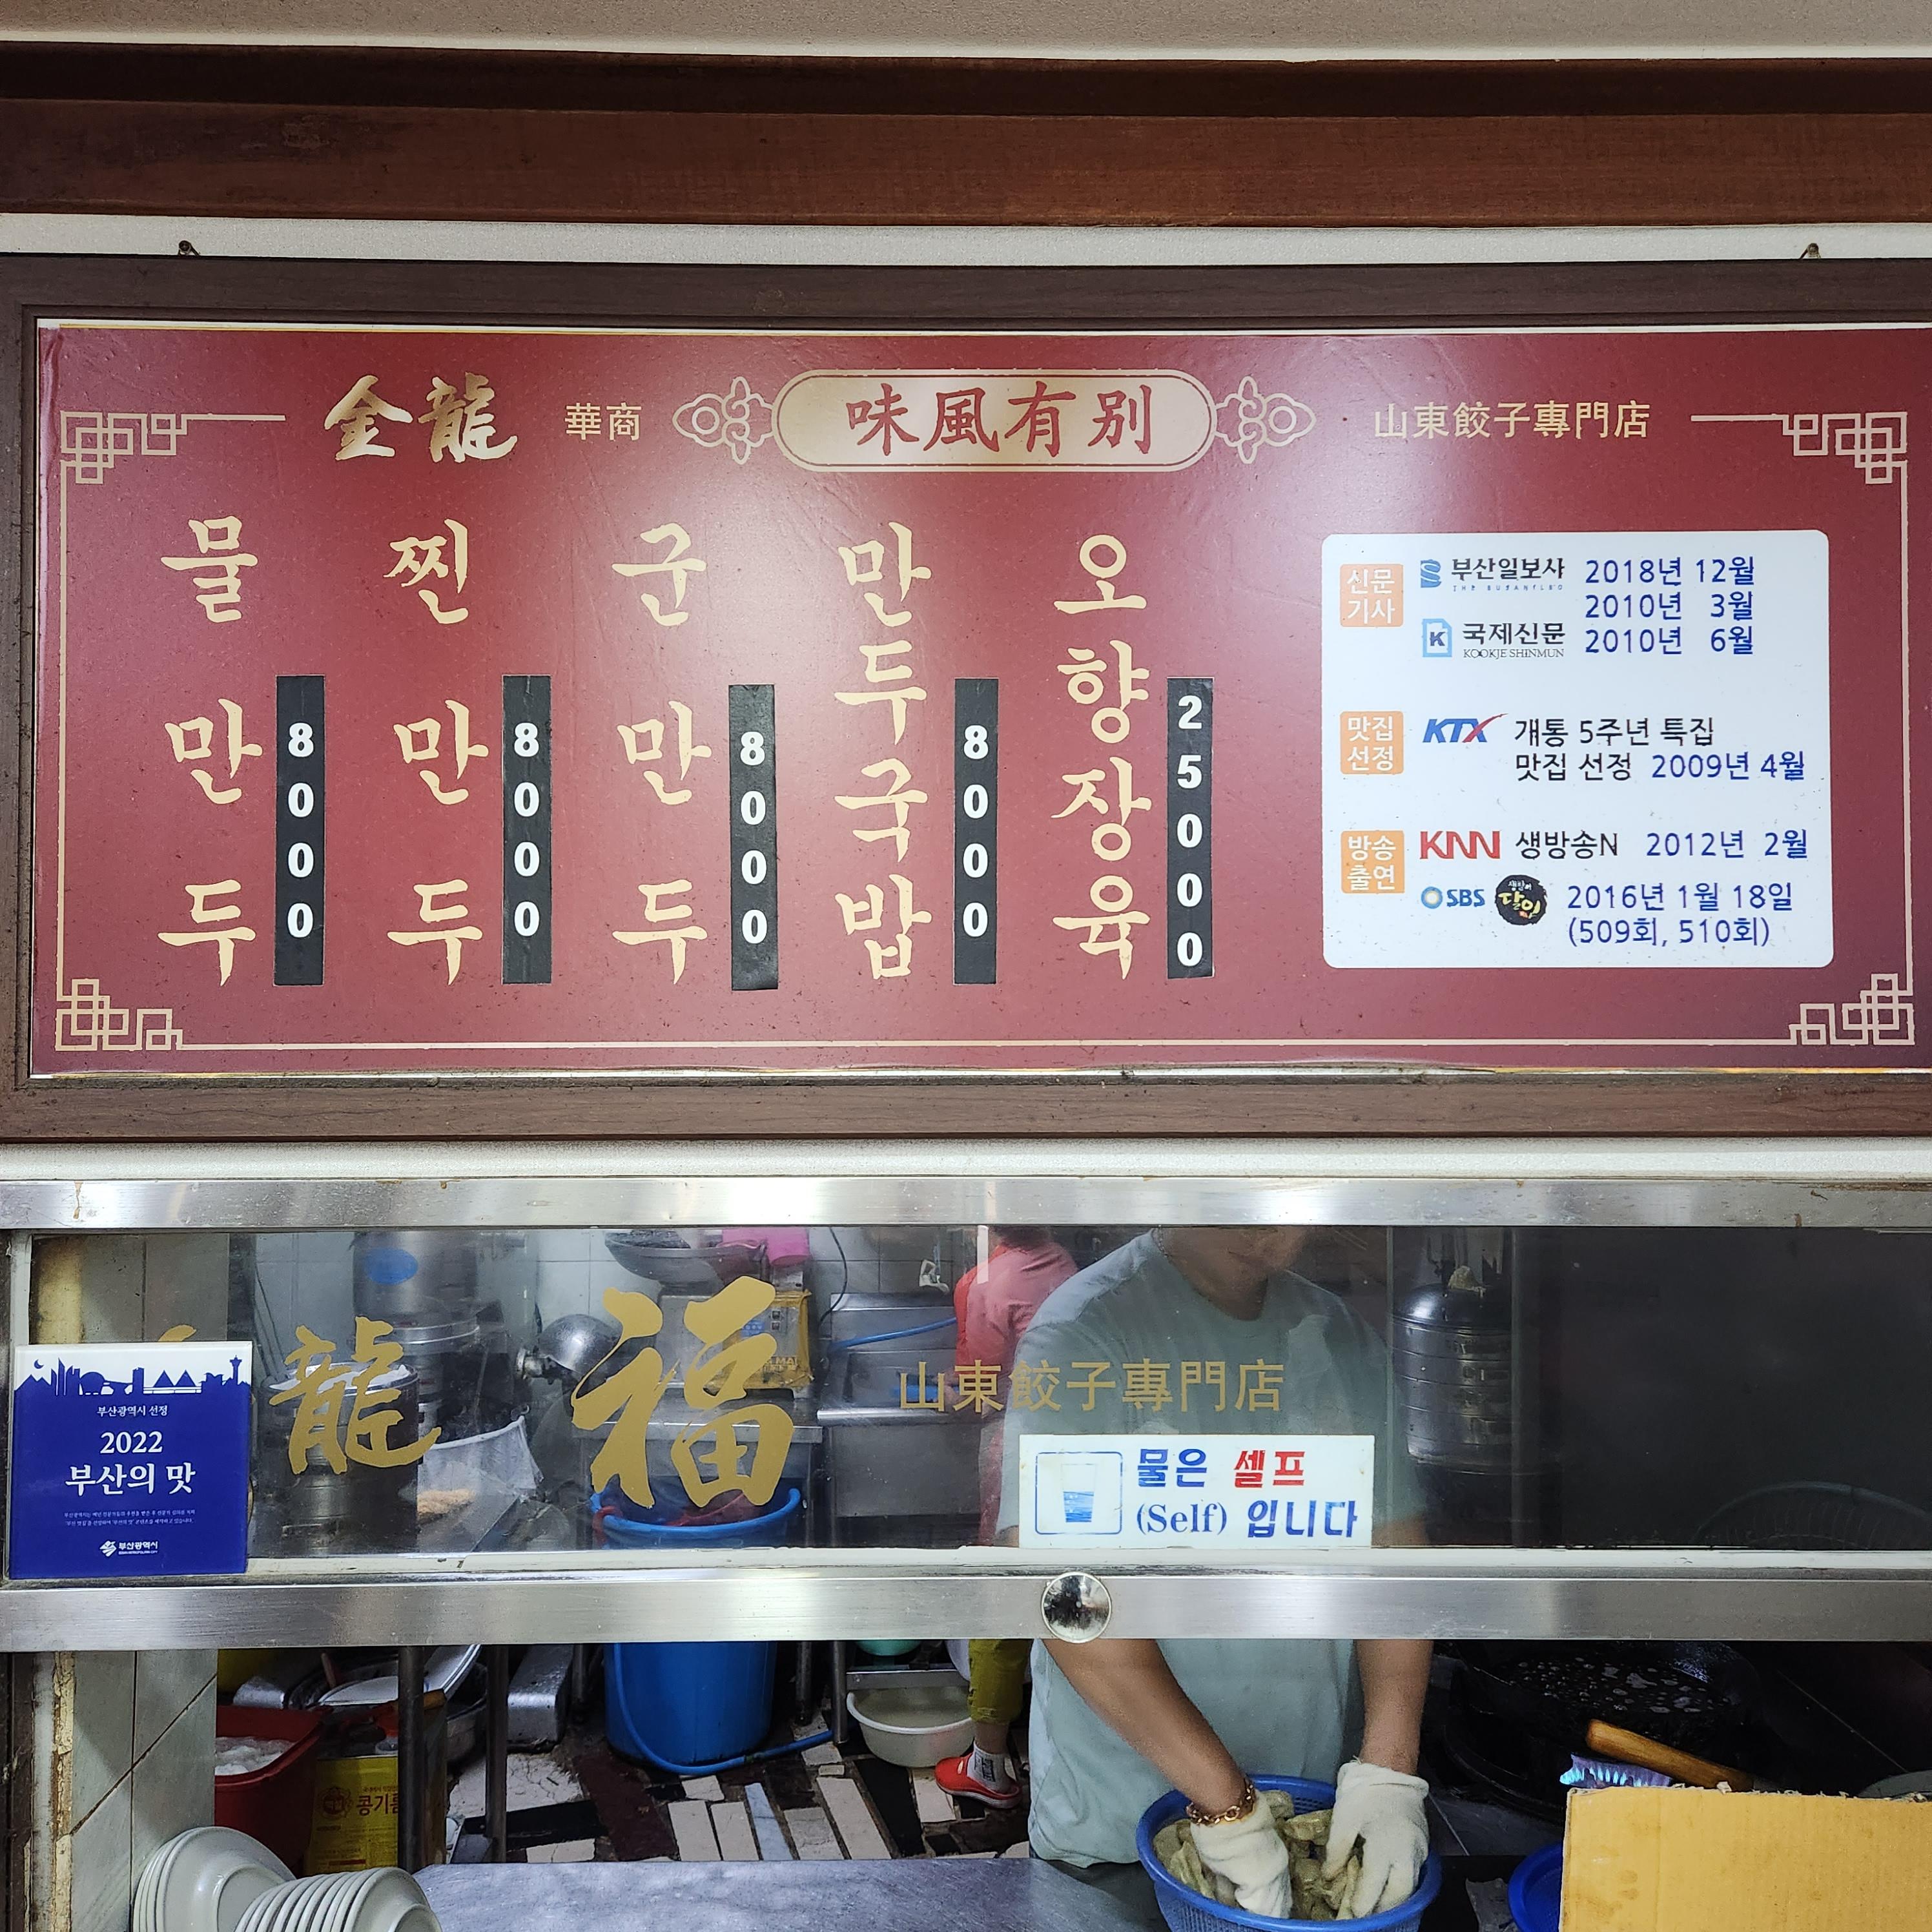 金龍 華商 味風有別 山東餃子專門店
물만두 8000
찐만두 8000
군만두 8000
만두국밥 8000
오향장육 25000
신문기사
부산일보사 2018년 12월
2010년 3월
국제신문 2010년 6월
KOOKJE SHINMUN
맛집선정
KTX 개통 5주년 특집
맛집 선정 2009년 4월
방송출연
KNN 생방송N 2012년 2월
SBS 생활의 달인 2016년 1월 18일
(509회, 510회)
龍 福 山東餃子專門店
부산광역시 선정
2022
부산의 맛
부산광역시
물은 셀프
(Self) 입니다
콩기름